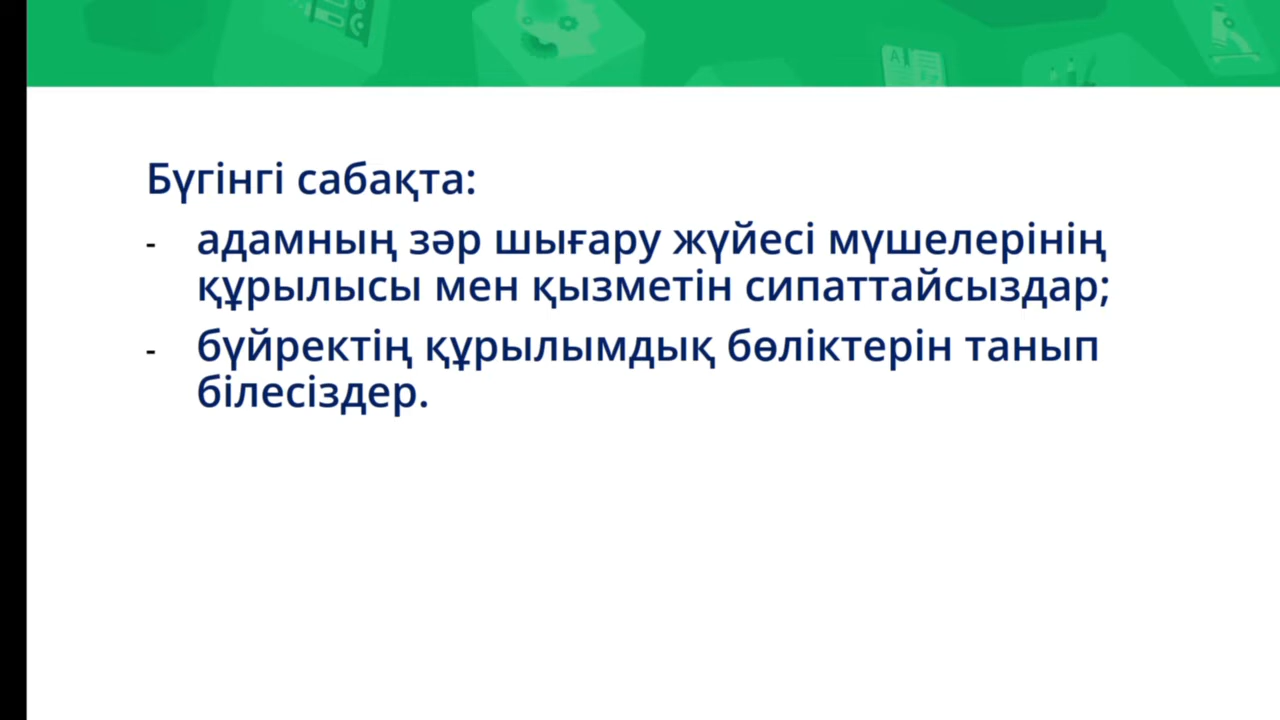 Бүгінгі сабақта:
- адамның зәр шығару жүйесі мүшелерінің
құрылысы мен қызметін сипаттайсыздар;
- бүйректің құрылымдық бөліктерін танып
білесіздер.